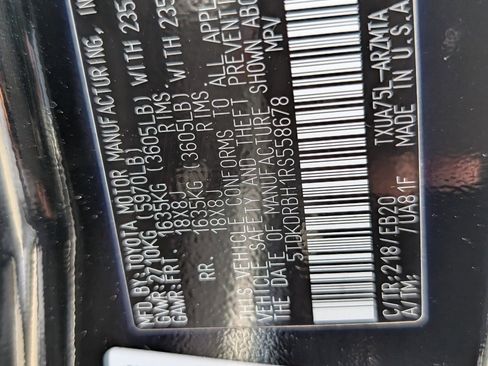 MFD.BY:TOYOTA MOTOR MANUFACTURING,
GVWR:2710KG (5970LB)
GAWR:FRT 1635KG (3605LB) WITH 235
18X8J RIMS
RR. 1635KG (3605LB) WITH 235
18X8J RIMS
THIS VEHICLE CONFORMS TO ALL APPL
VEHICLE SAFETY AND THEFT PREVENTI
THE DATE OF MANUFACTURE SHOWN ABO
5TDKDRBH1RS558678 MPV
C/TR:218/EB20 TXUA75L-ARZMTA
A/TM: /UA81F MADE IN U.S.A